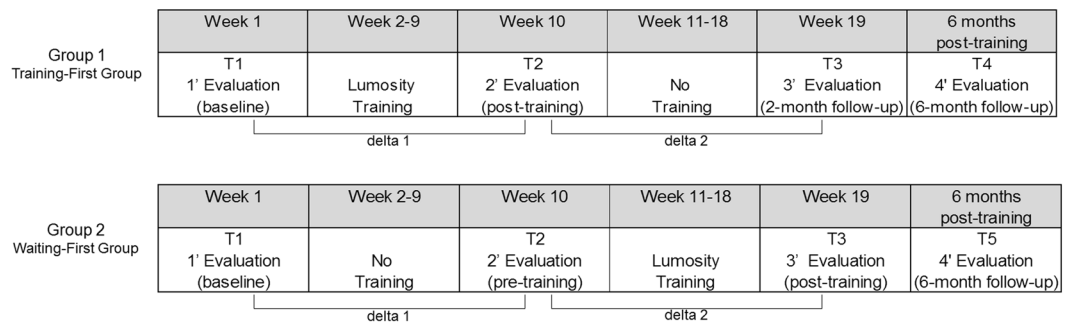 Group 1
Training-First Group
Week 1
Week 2-9
Week 10
Week 11-18
Week 19
6 months
post-training
T1
1' Evaluation
(baseline)
Lumosity
Training
T2
2' Evaluation
(post-training)
No
Training
T3
3' Evaluation
(2-month follow-up)
T4
4' Evaluation
(6-month follow-up)
delta 1
delta 2
Group 2
Waiting-First Group
Week 1
Week 2-9
Week 10
Week 11-18
Week 19
6 months
post-training
T1
1' Evaluation
(baseline)
No
Training
T2
2' Evaluation
(pre-training)
Lumosity
Training
T3
3' Evaluation
(post-training)
T5
4' Evaluation
(6-month follow-up)
delta 1
delta 2